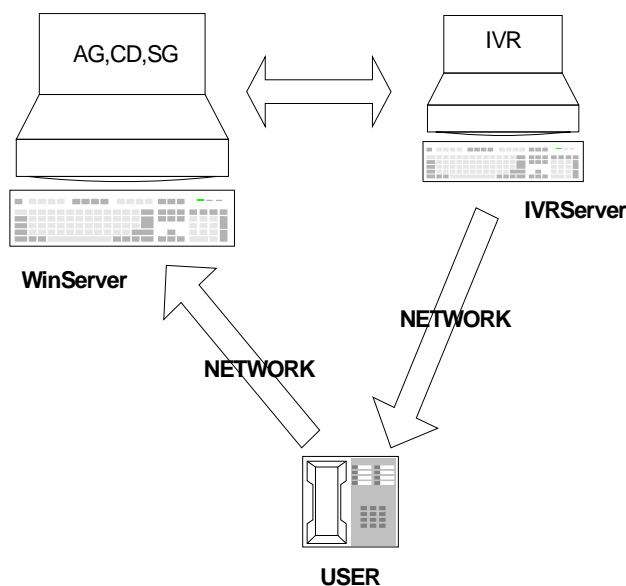 AG,CD,SG
IVR
IVRServer
WinServer
NETWORK
NETWORK
USER